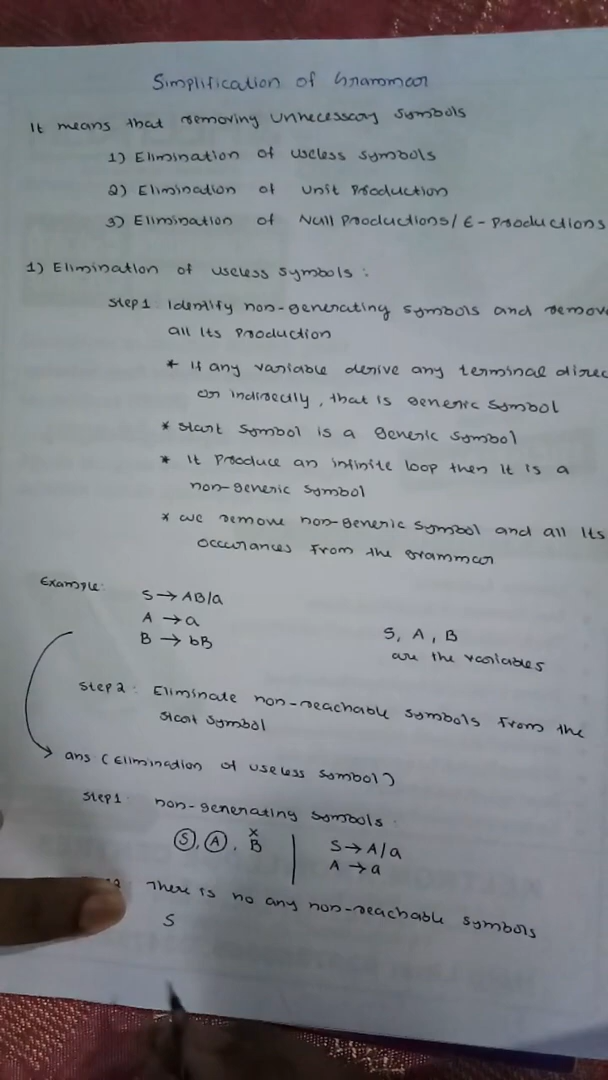 Simplification of Grammar
It means that removing unnecessary symbols
1) Elimination of useless symbols
2) Elimination of unit production
3) Elimination of Null Productions/ ε- Productions
1) Elimination of useless symbols :
Step1 Identify non-generating symbols and remove
all its production
* if any variable derive any terminal direc
or indirectly, that is generic symbol
* start symbol is a generic symbol
* it produce an infinite loop then it is a
non-generic symbol
* we remove non-generic symbol and all its
occurances from the grammar
Example:
S → AB/a
A → a
B → bB
S, A, B
are the variables
Step 2: Eliminate non-reachable symbols from the
start symbol
ans (Elimination of useless symbol)
Step1 non-generating symbols:
x
S, A, B
S → A/a
A → a
There is no any non-reachable symbols
S